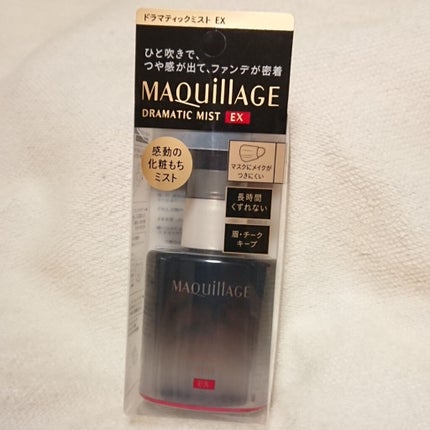 ドラマティックミスト EX
ひと吹きで、
つや感が出て、ファンデが密着
MAQuillAGE
DRAMATIC MIST EX
感動の
化粧もち
ミスト
マスクにメイクが
つきにくい
長時間
くずれない
眉・チーク
キープ
MAQuillAGE
EX